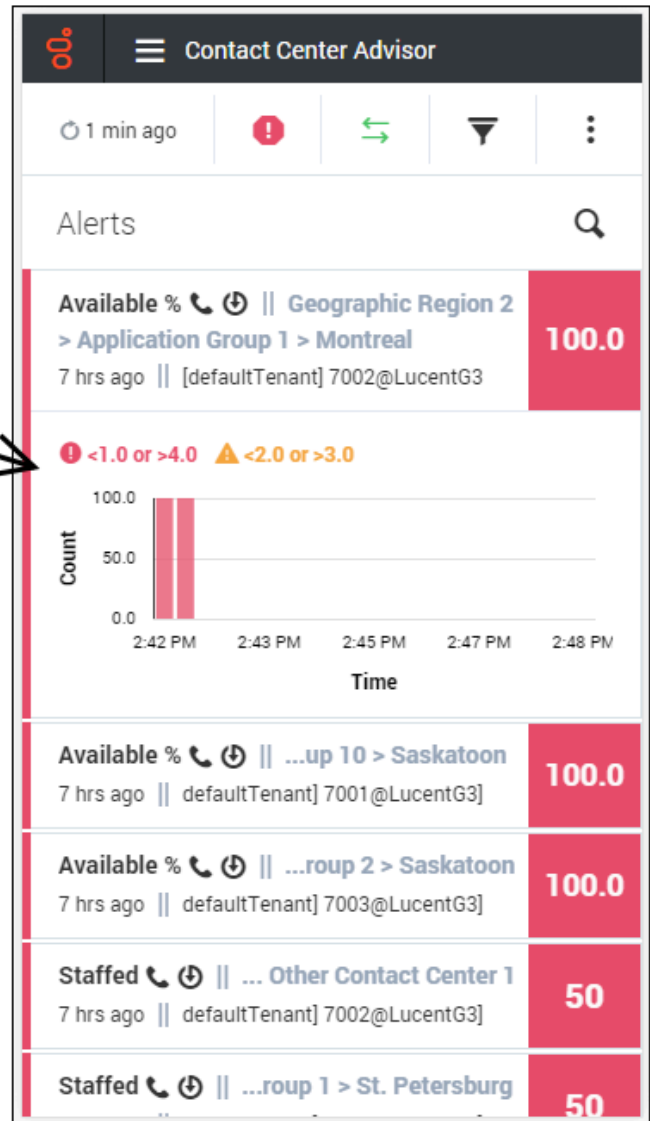 Contact Center Advisor
1 min ago
Alerts
Available % || Geographic Region 2
> Application Group 1 > Montreal
7 hrs ago || [defaultTenant] 7002@LucentG3
100.0
<1.0 or >4.0 <2.0 or >3.0
100.0
50.0
0.0
Count
2:42 PM 2:43 PM 2:45 PM 2:47 PM 2:48 PM
Time
Available % || ...up 10 > Saskatoon
7 hrs ago || defaultTenant] 7001@LucentG3]
100.0
Available % || ...roup 2 > Saskatoon
7 hrs ago || defaultTenant] 7003@LucentG3]
100.0
Staffed || ... Other Contact Center 1
7 hrs ago || defaultTenant] 7002@LucentG3]
50
Staffed || ...roup 1 > St. Petersburg
50